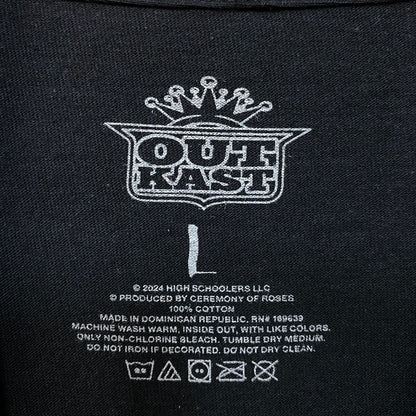 OUT
KAST
L
© 2024 HIGH SCHOOLERS LLC
© PRODUCED BY CEREMONY OF ROSES
100% COTTON
MADE IN DOMINICAN REPUBLIC. RN# 169639
MACHINE WASH WARM, INSIDE OUT, WITH LIKE COLORS.
ONLY NON-CHLORINE BLEACH. TUMBLE DRY MEDIUM.
DO NOT IRON IF DECORATED. DO NOT DRY CLEAN.